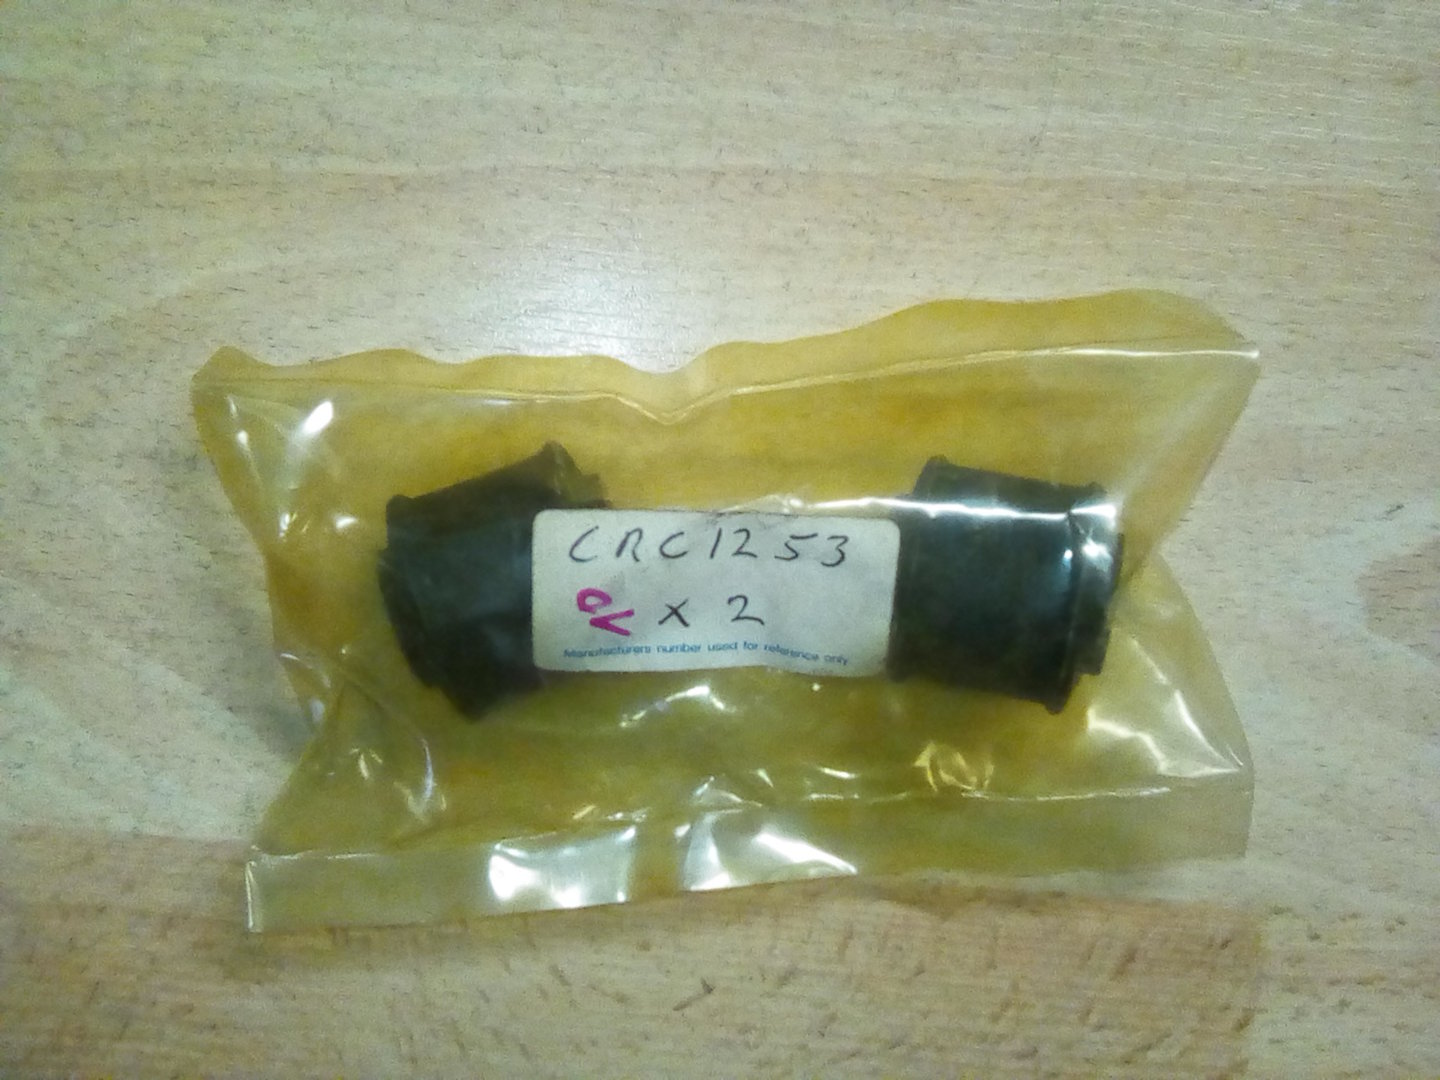 CRC1253
x 2
Manufacturers number used for reference only